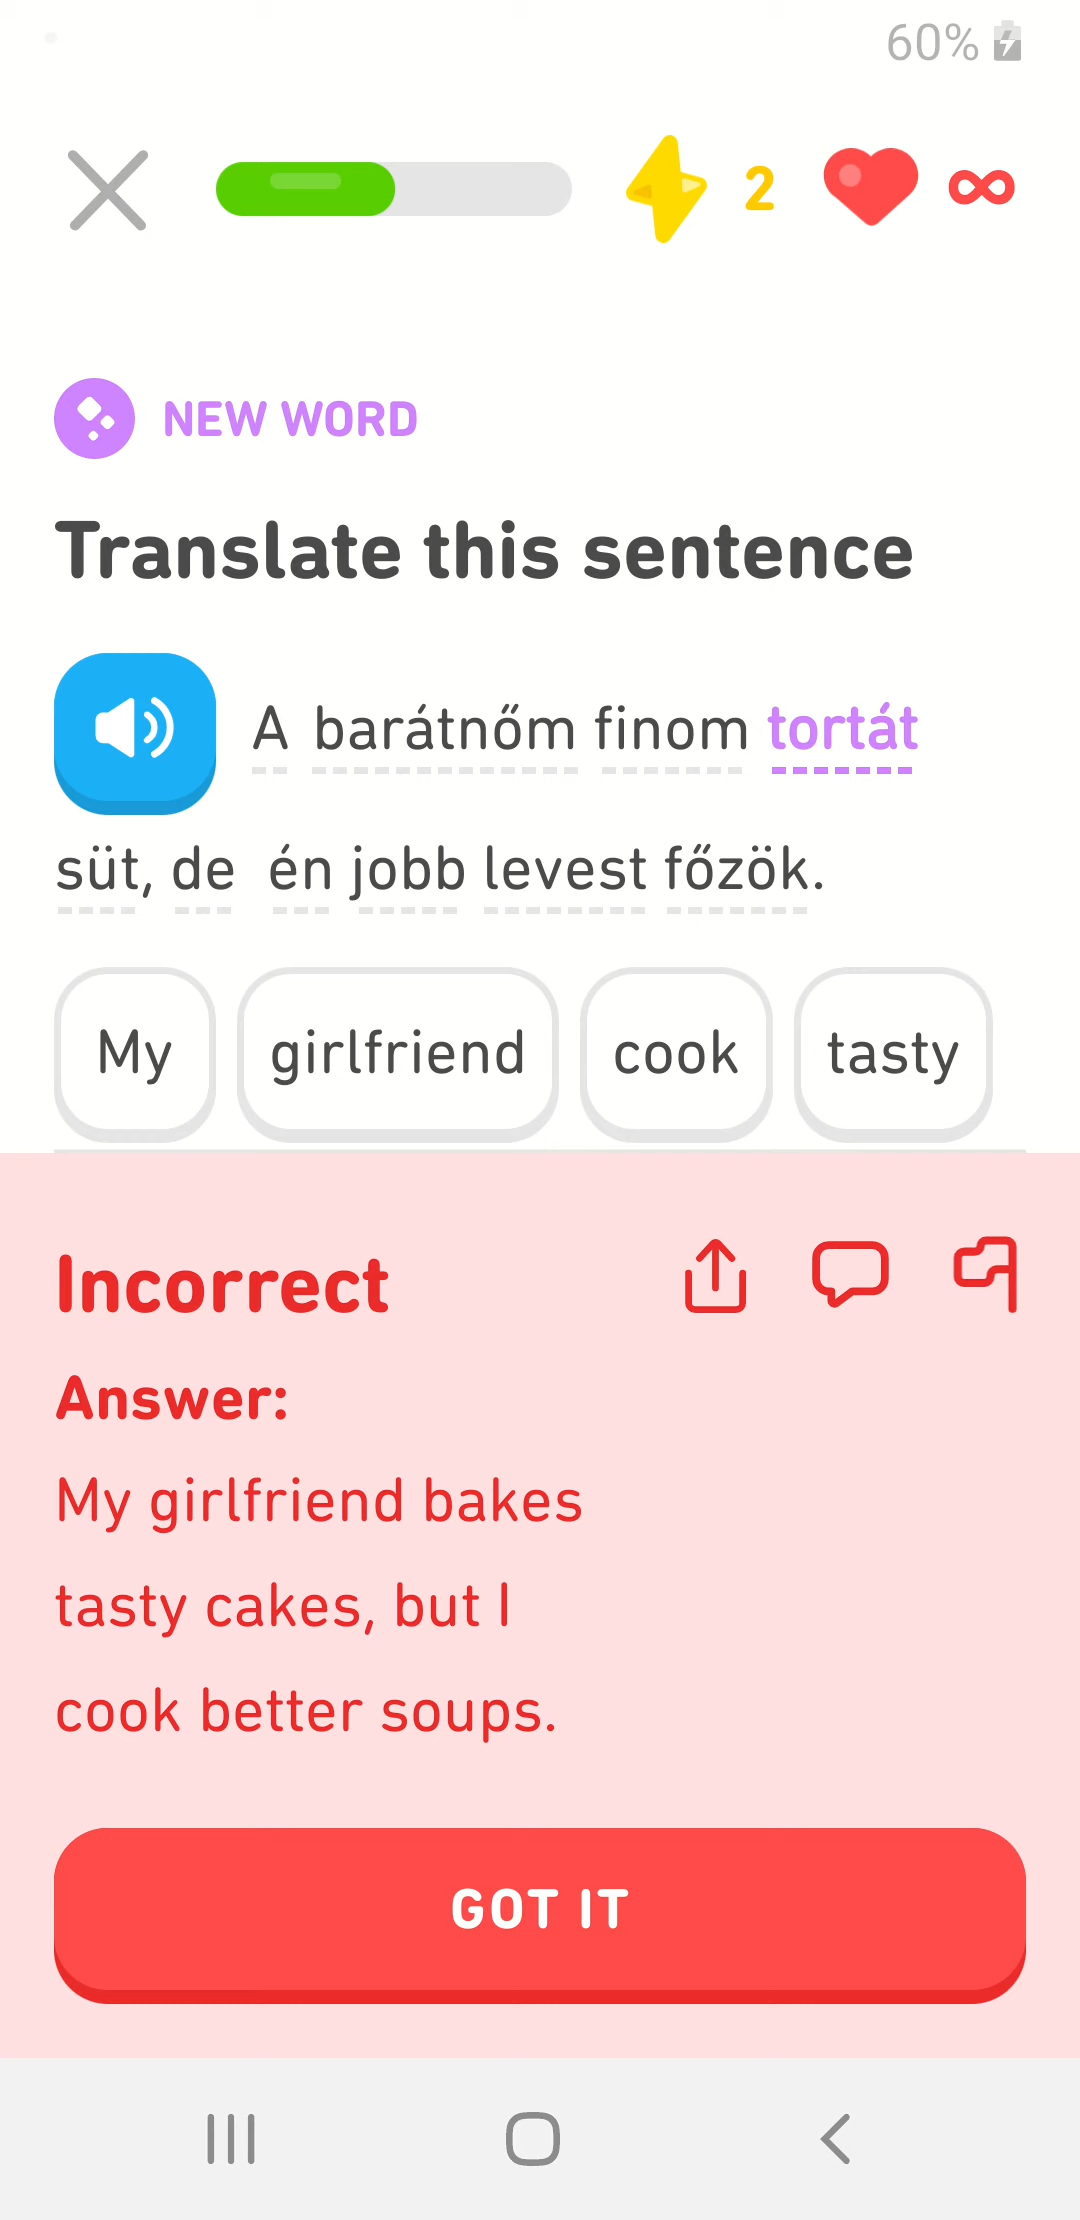 60%
2
NEW WORD
Translate this sentence
A barátnőm finom tortát
süt, de én jobb levest főzök.
My girlfriend cook tasty
Incorrect
Answer:
My girlfriend bakes
tasty cakes, but I
cook better soups.
GOT IT